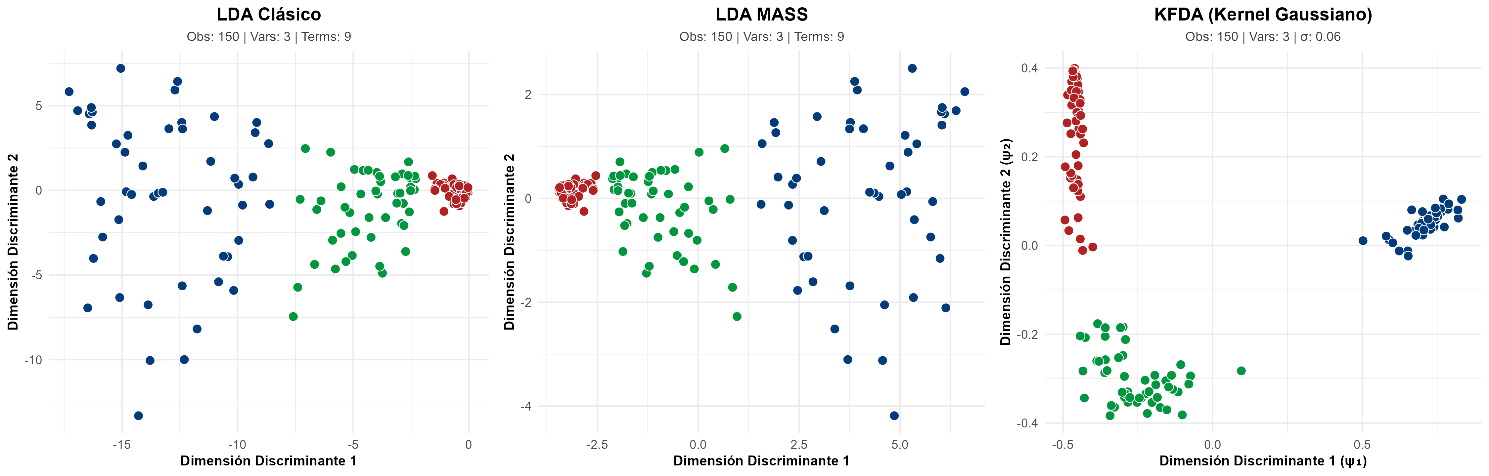 LDA Clásico
Obs: 150 | Vars: 3 | Terms: 9
Dimensión Discriminante 2
5
0
-5
-10
-15
-10
-5
0
Dimensión Discriminante 1
LDA MASS
Obs: 150 | Vars: 3 | Terms: 9
Dimensión Discriminante 2
2
0
-2
-4
-2.5
0.0
2.5
5.0
Dimensión Discriminante 1
KFDA (Kernel Gaussiano)
Obs: 150 | Vars: 3 | σ: 0.06
Dimensión Discriminante 2 (ψ₂)
0.4
0.2
0.0
-0.2
-0.4
-0.5
0.0
0.5
Dimensión Discriminante 1 (ψ₁)